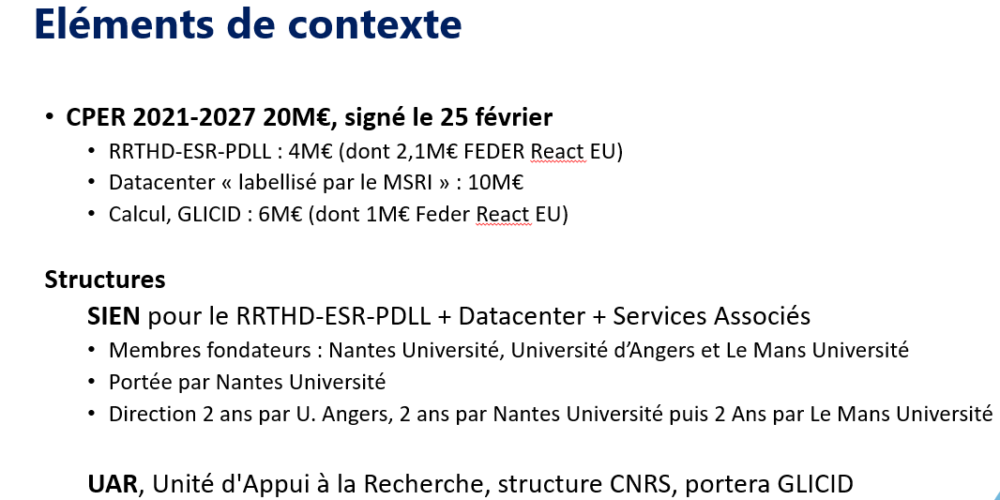 Eléments de contexte
• CPER 2021-2027 20M€, signé le 25 février
• RRTHD-ESR-PDLL : 4M€ (dont 2,1M€ FEDER React EU)
• Datacenter « labellisé par le MSRI » : 10M€
• Calcul, GLICID : 6M€ (dont 1M€ Feder React EU)
Structures
SIEN pour le RRTHD-ESR-PDLL + Datacenter + Services Associés
• Membres fondateurs : Nantes Université, Université d’Angers et Le Mans Université
• Portée par Nantes Université
• Direction 2 ans par U. Angers, 2 ans par Nantes Université puis 2 Ans par Le Mans Université
UAR, Unité d'Appui à la Recherche, structure CNRS, portera GLICID